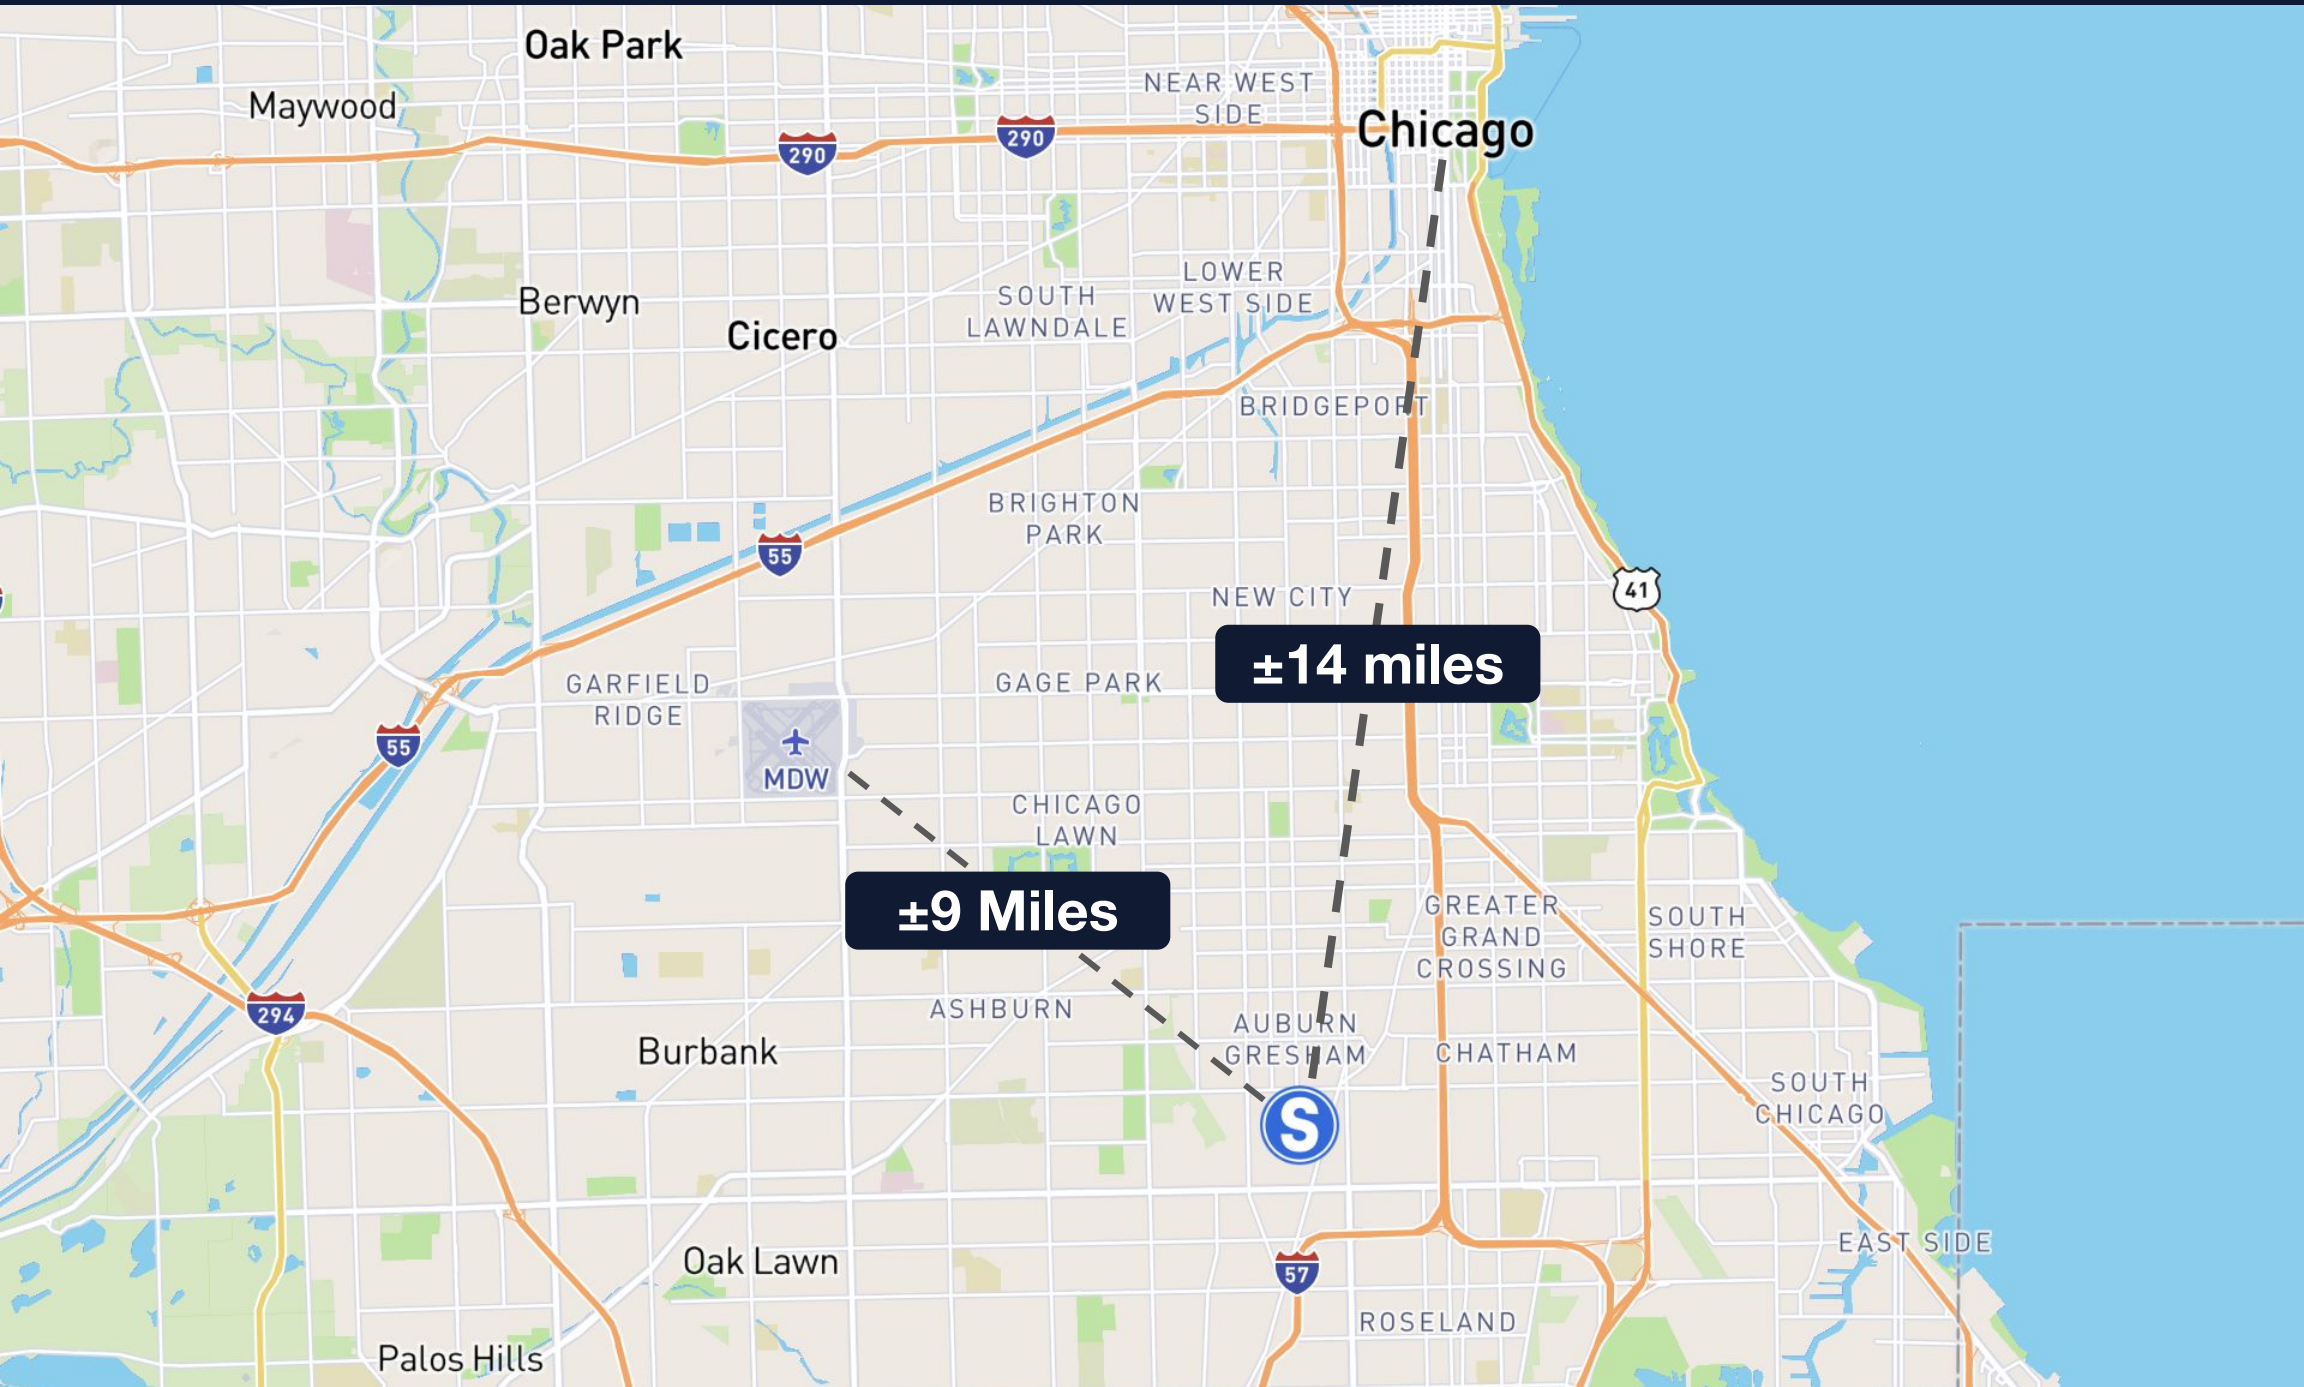 Oak Park
Maywood
NEAR WEST
SIDE
Chicago
290
290
LOWER
WEST SIDE
SOUTH
LAWNDALE
Berwyn
Cicero
BRIDGEPORT
BRIGHTON
PARK
55
NEW CITY
41
±14 miles
GARFIELD
RIDGE
GAGE PARK
55
MDW
CHICAGO
LAWN
±9 Miles
GREATER
GRAND
CROSSING
SOUTH
SHORE
294
ASHBURN
AUBURN
GRESHAM
Burbank
CHATHAM
SOUTH
CHICAGO
S
EAST SIDE
Oak Lawn
57
ROSELAND
Palos Hills